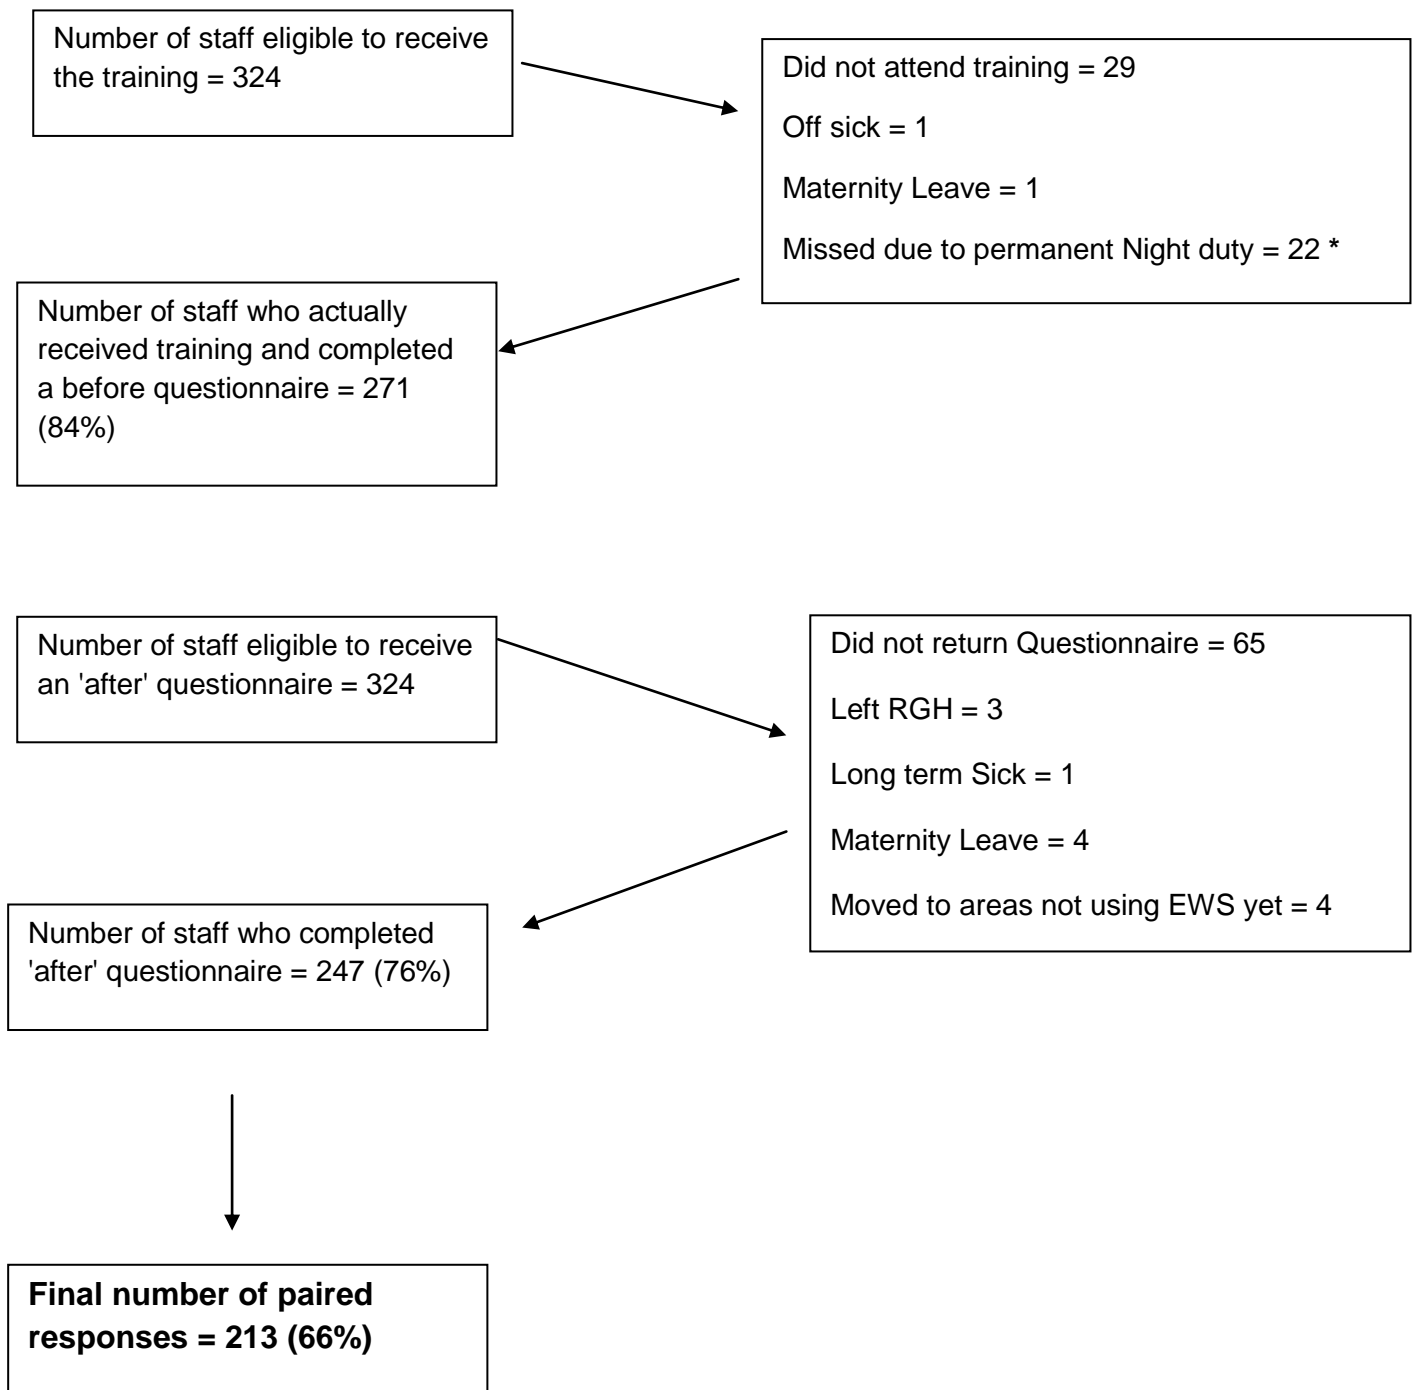 Number of staff eligible to receive
the training = 324
Did not attend training = 29
Off sick = 1
Maternity Leave = 1
Missed due to permanent Night duty = 22 *
Number of staff who actually
received training and completed
a before questionnaire = 271
(84%)
Number of staff eligible to receive
an 'after' questionnaire = 324
Did not return Questionnaire = 65
Left RGH = 3
Long term Sick = 1
Maternity Leave = 4
Moved to areas not using EWS yet = 4
Number of staff who completed
'after' questionnaire = 247 (76%)
Final number of paired
responses = 213 (66%)